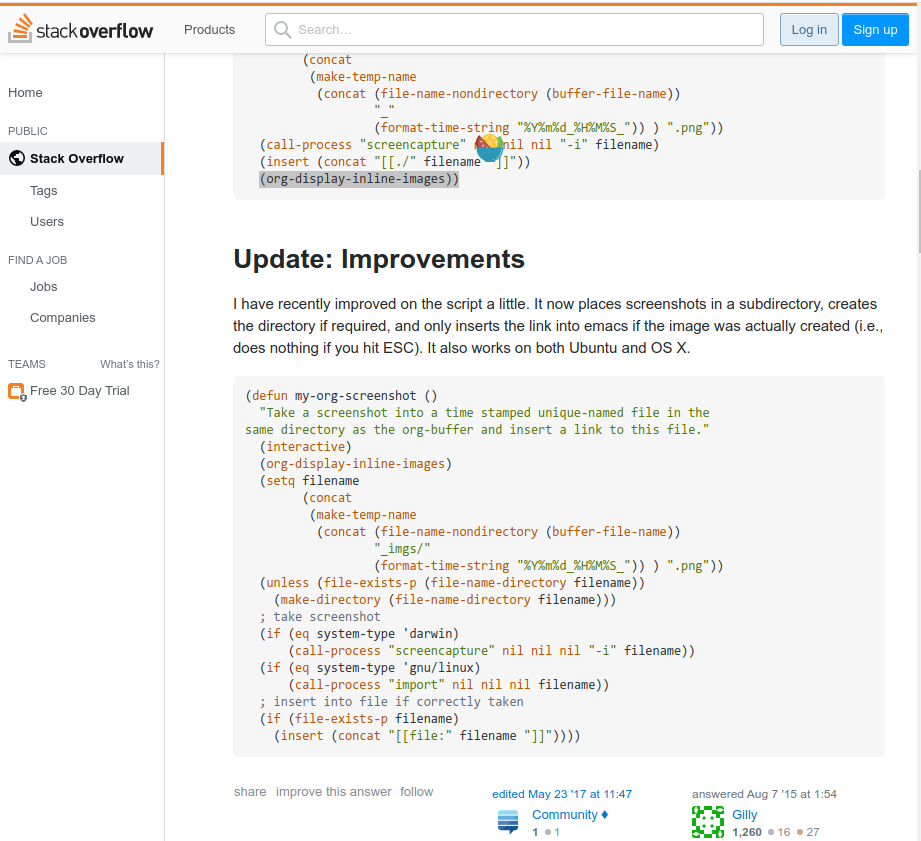 stackoverflow
Products
Search...
Log in
Sign up
Home
PUBLIC
Stack Overflow
Tags
Users
FIND A JOB
Jobs
Companies
TEAMS
What's this?
Free 30 Day Trial
(concat
(make-temp-name
(concat (file-name-nondirectory (buffer-file-name))
"_"
(format-time-string "%Y%m%d_%H%M%S_")) ) ".png"))
(call-process "screencapture" nil nil "-i" filename)
(insert (concat "[[./" filename ]]"))
(org-display-inline-images))
Update: Improvements
I have recently improved on the script a little. It now places screenshots in a subdirectory, creates
the directory if required, and only inserts the link into emacs if the image was actually created (i.e.,
does nothing if you hit ESC). It also works on both Ubuntu and OS X.
(defun my-org-screenshot ()
"Take a screenshot into a time stamped unique-named file in the
same directory as the org-buffer and insert a link to this file."
(interactive)
(org-display-inline-images)
(setq filename
(concat
(make-temp-name
(concat (file-name-nondirectory (buffer-file-name))
"_imgs/"
(format-time-string "%Y%m%d_%H%M%S_")) ) ".png"))
(unless (file-exists-p (file-name-directory filename))
(make-directory (file-name-directory filename)))
; take screenshot
(if (eq system-type 'darwin)
(call-process "screencapture" nil nil nil "-i" filename))
(if (eq system-type 'gnu/linux)
(call-process "import" nil nil nil filename))
; insert into file if correctly taken
(if (file-exists-p filename)
(insert (concat "[[file:" filename "]]"))))
share improve this answer follow
edited May 23 '17 at 11:47
Community ♦
1 ●1
answered Aug 7 '15 at 1:54
Gilly
1,260 ●16 ●27